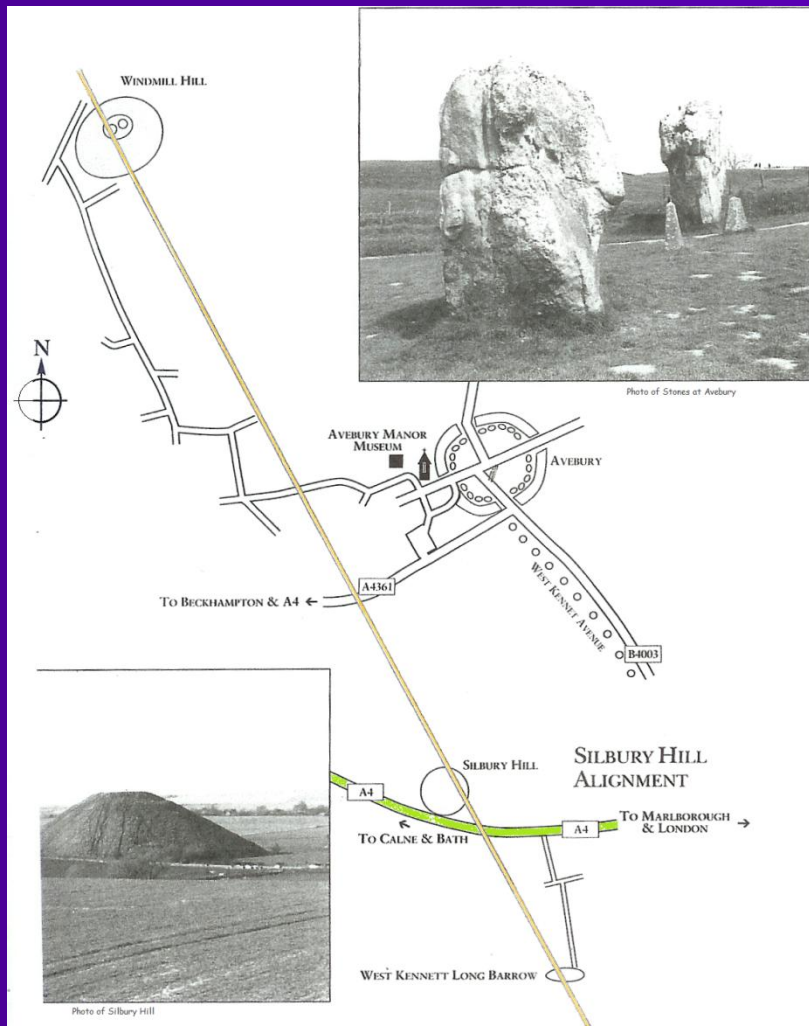 WINDMILL HILL
Photo of Stones at Avebury
N
AVEBURY MANOR
MUSEUM
AVEBURY
A4361
TO BECKHAMPTON & A4
WEST KENNET AVENUE
B4003
SILBURY HILL
SILBURY HILL
ALIGNMENT
A4
TO MARLBOROUGH
& LONDON
A4
TO CALNE & BATH
WEST KENNETT LONG BARROW
Photo of Silbury Hill